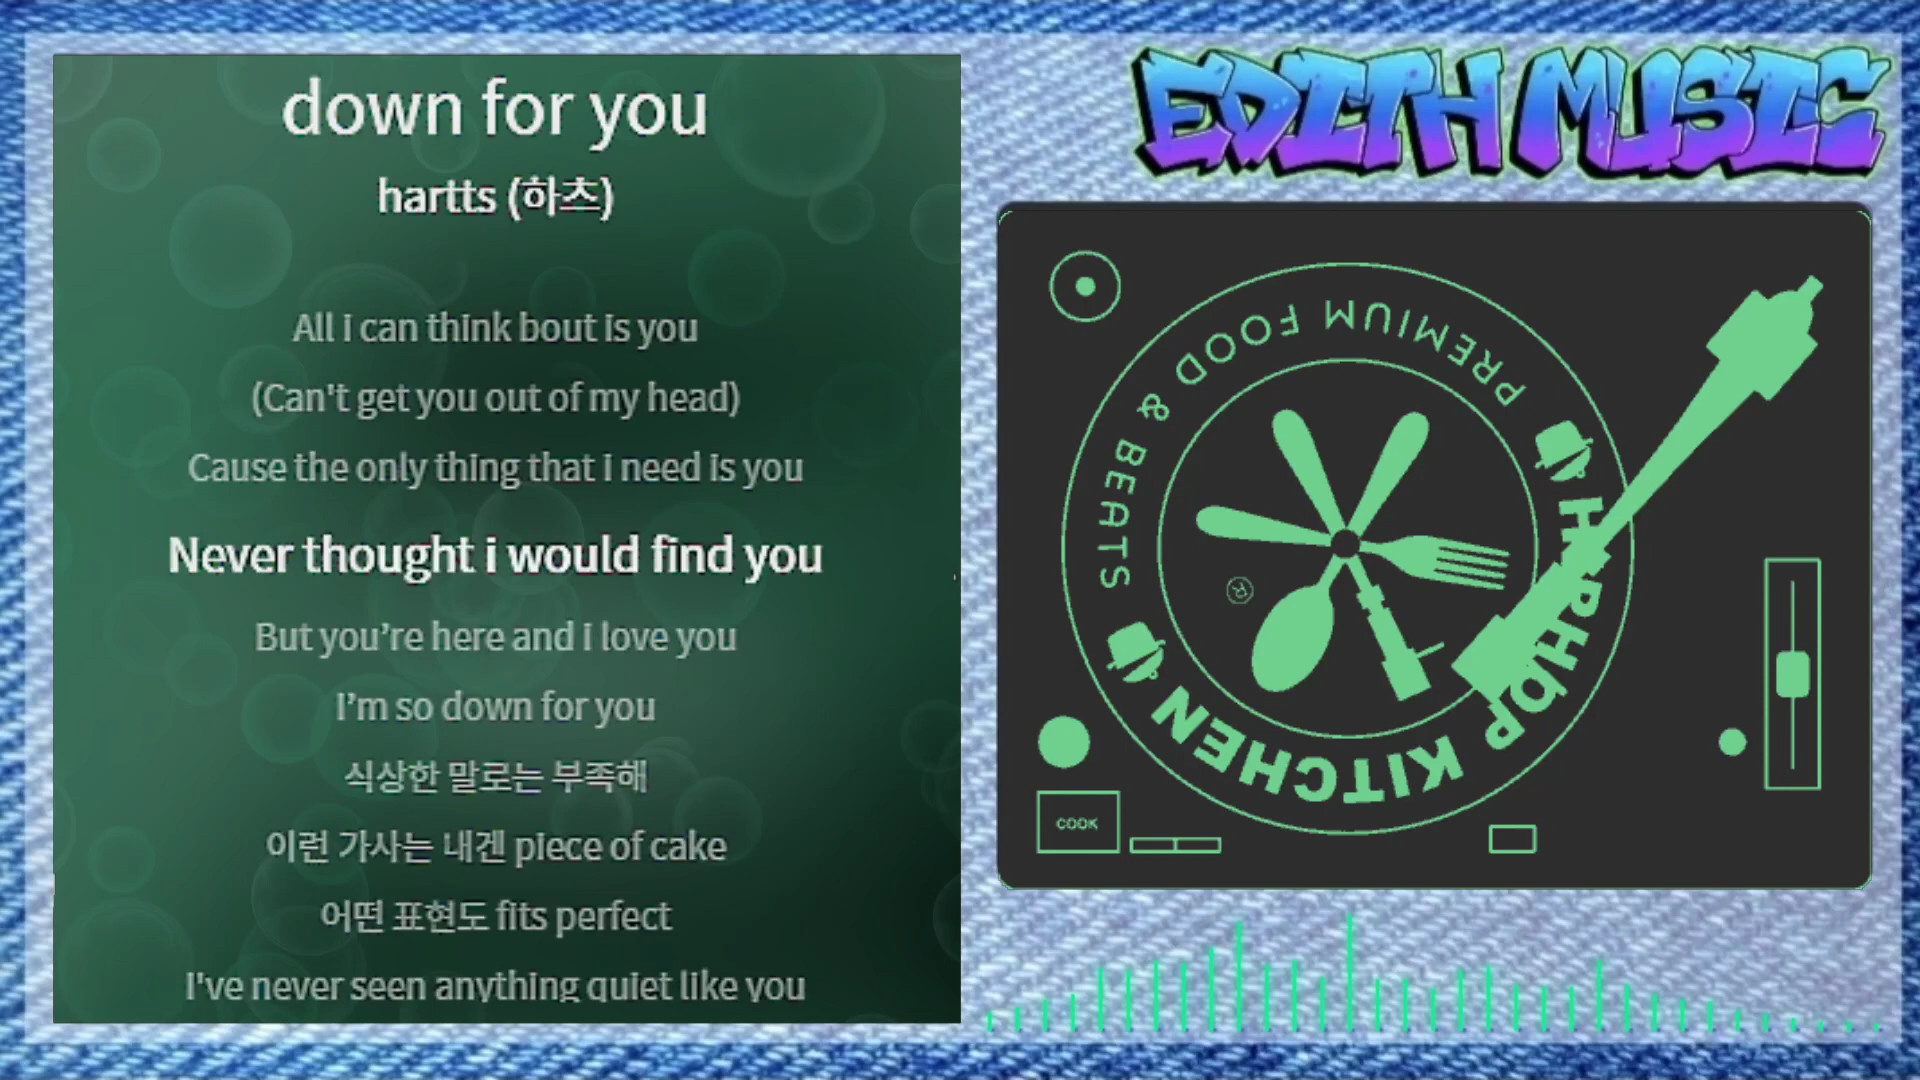 down for you
hartts (하츠)
All i can think bout is you
(Can't get you out of my head)
Cause the only thing that i need is you
Never thought i would find you
But you’re here and i love you
I’m so down for you
식상한 말로는 부족해
이런 가사는 내겐 piece of cake
어떤 표현도 fits perfect
I've never seen anything quiet like you
EDITH MUSIC
PREMIUM FOOD & BEATS
HIPHOP KITCHEN
®
COOK